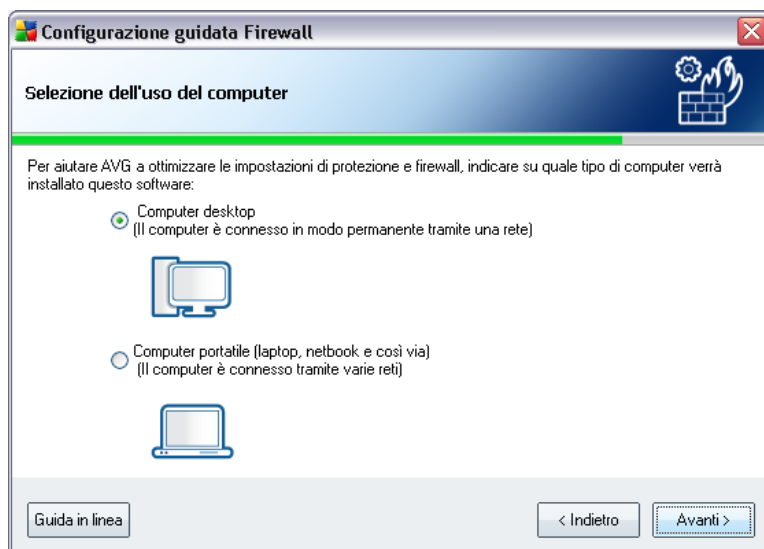 Configurazione guidata Firewall
Selezione dell'uso del computer
Per aiutare AVG a ottimizzare le impostazioni di protezione e firewall, indicare su quale tipo di computer verrà
installato questo software:
Computer desktop
(Il computer è connesso in modo permanente tramite una rete)
Computer portatile (laptop, netbook e così via)
(Il computer è connesso tramite varie reti)
Guida in linea
< Indietro
Avanti >